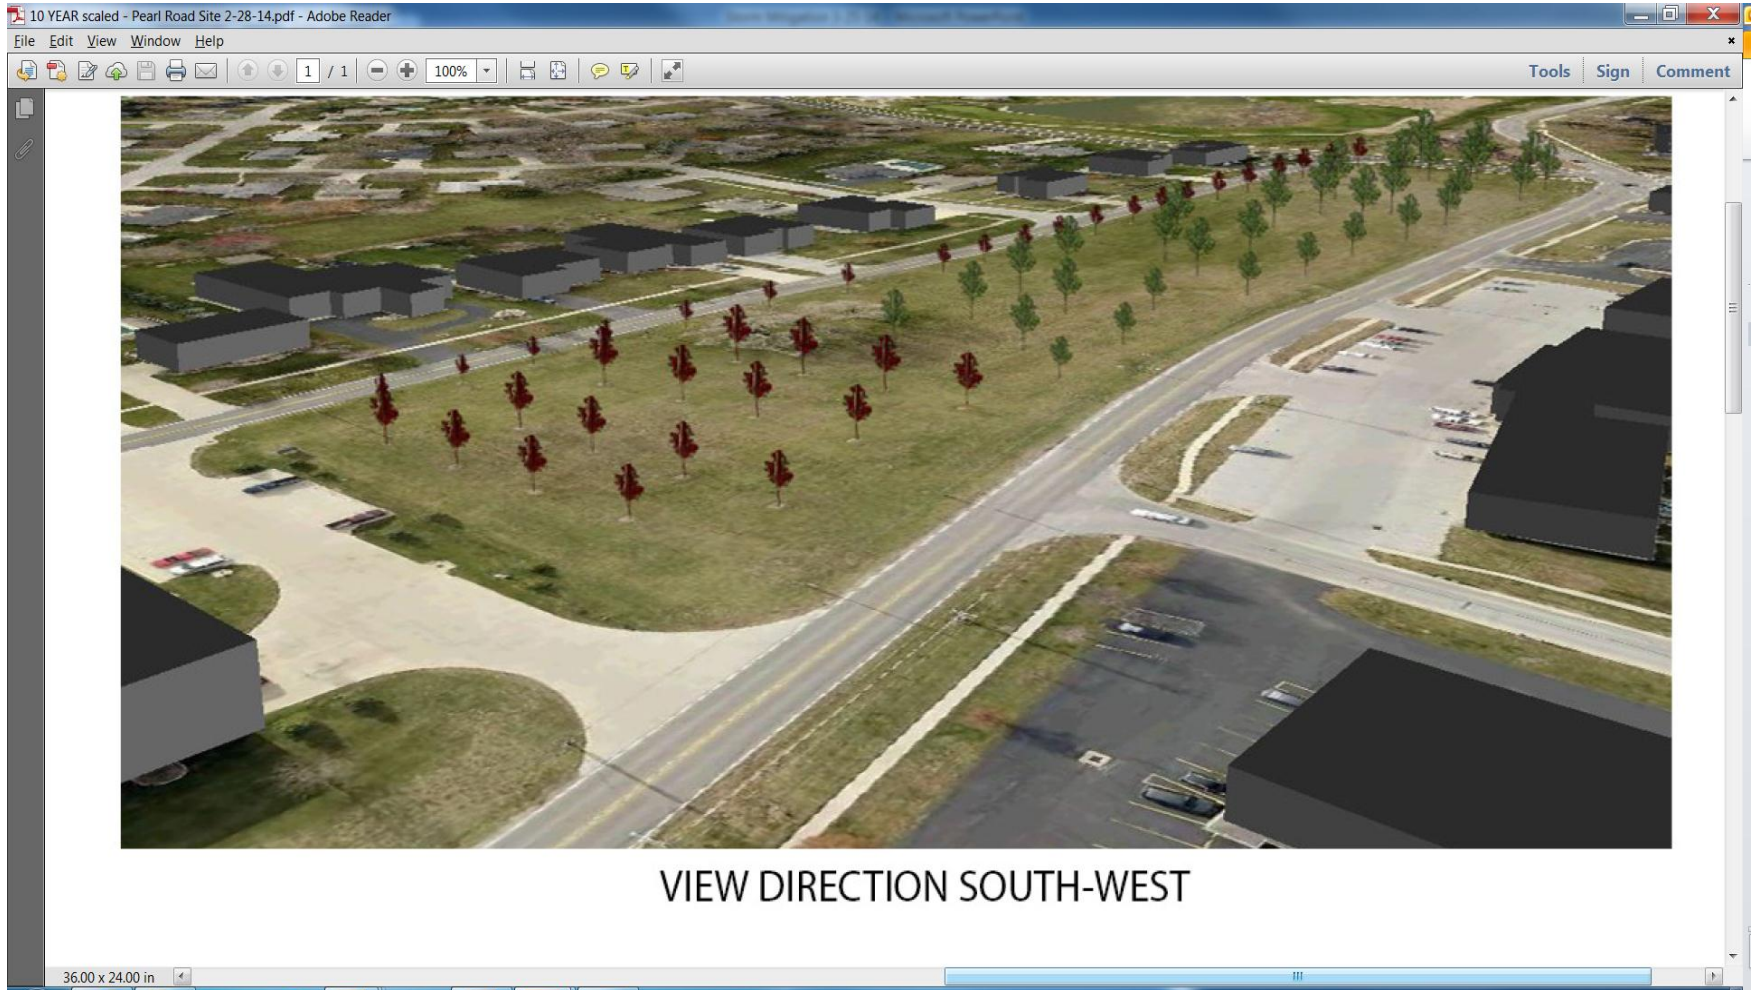 10 YEAR scaled - Pearl Road Site 2-28-14.pdf - Adobe Reader
File Edit View Window Help
1 / 1 100% Tools Sign Comment
VIEW DIRECTION SOUTH-WEST
36.00 x 24.00 in